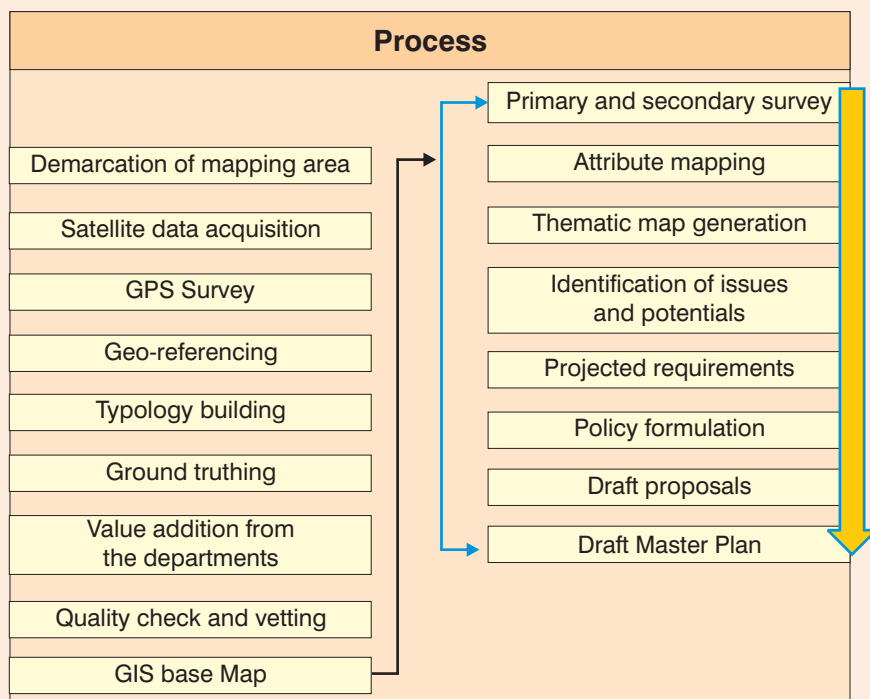 Process
Demarcation of mapping area
Satellite data acquisition
GPS Survey
Geo-referencing
Typology building
Ground truthing
Value addition from
the departments
Quality check and vetting
GIS base Map
Primary and secondary survey
Attribute mapping
Thematic map generation
Identification of issues
and potentials
Projected requirements
Policy formulation
Draft proposals
Draft Master Plan